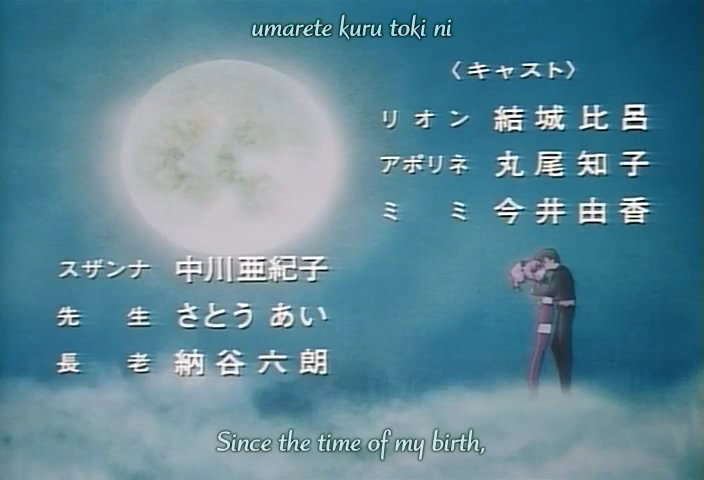 umarete kuru toki ni
〈キャスト〉
リオン 結城比呂
アポリネ 丸尾知子
ミミ 今井由香
スザンナ 中川亜紀子
先生 さとうあい
長老 納谷六朗
Since the time of my birth,